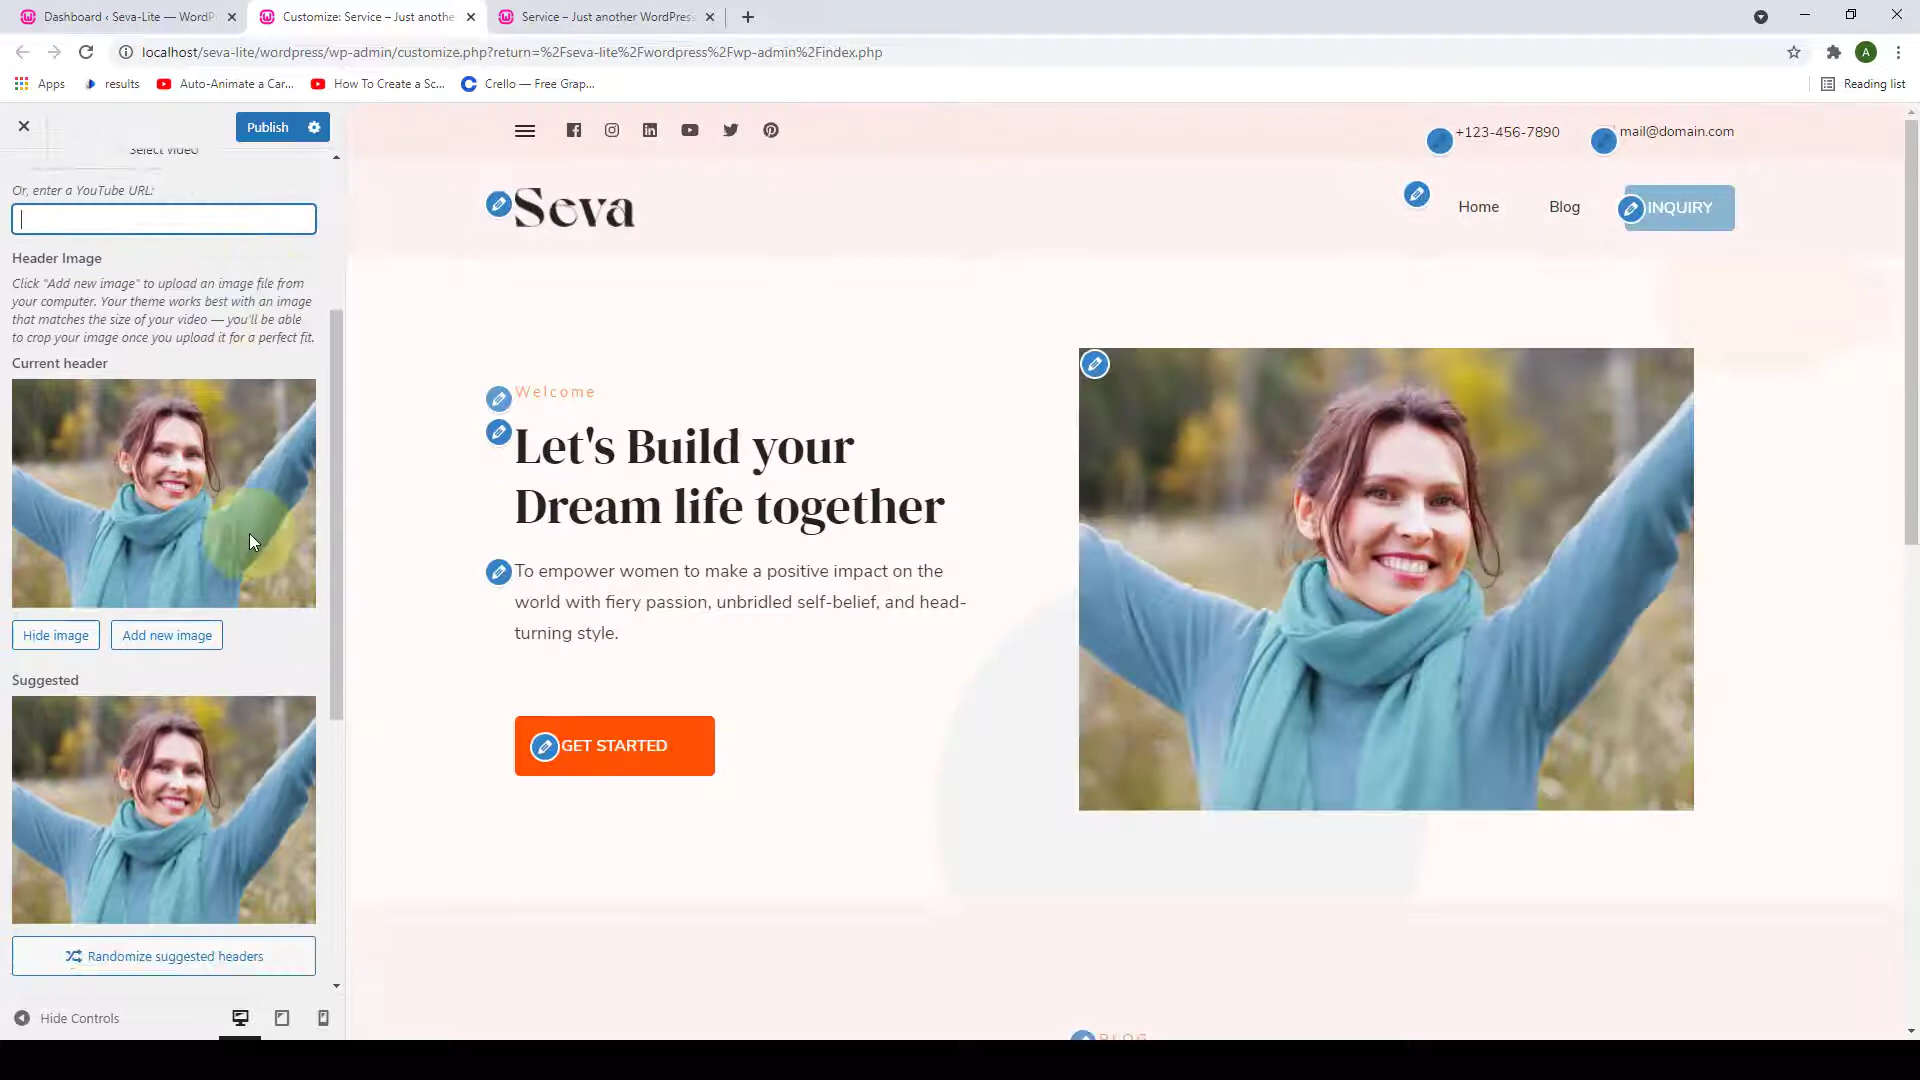 Dashboard ‹ Seva-Lite — WordP
Customize: Service – Just anothe
Service – Just another WordPress
localhost/seva-lite/wordpress/wp-admin/customize.php?return=%2Fseva-lite%2Fwordpress%2Fwp-admin%2Findex.php
A
Apps
results
Auto-Animate a Car...
How To Create a Sc...
Crello — Free Grap...
Reading list
Publish
Select video
Or, enter a YouTube URL:
Header Image
Click "Add new image" to upload an image file from
your computer. Your theme works best with an image
that matches the size of your video — you'll be able
to crop your image once you upload it for a perfect fit.
Current header
Hide image
Add new image
Suggested
Randomize suggested headers
Hide Controls
+123-456-7890
mail@domain.com
Seva
Home
Blog
INQUIRY
Welcome
Let's Build your
Dream life together
To empower women to make a positive impact on the
world with fiery passion, unbridled self-belief, and head-
turning style.
GET STARTED
BLOG